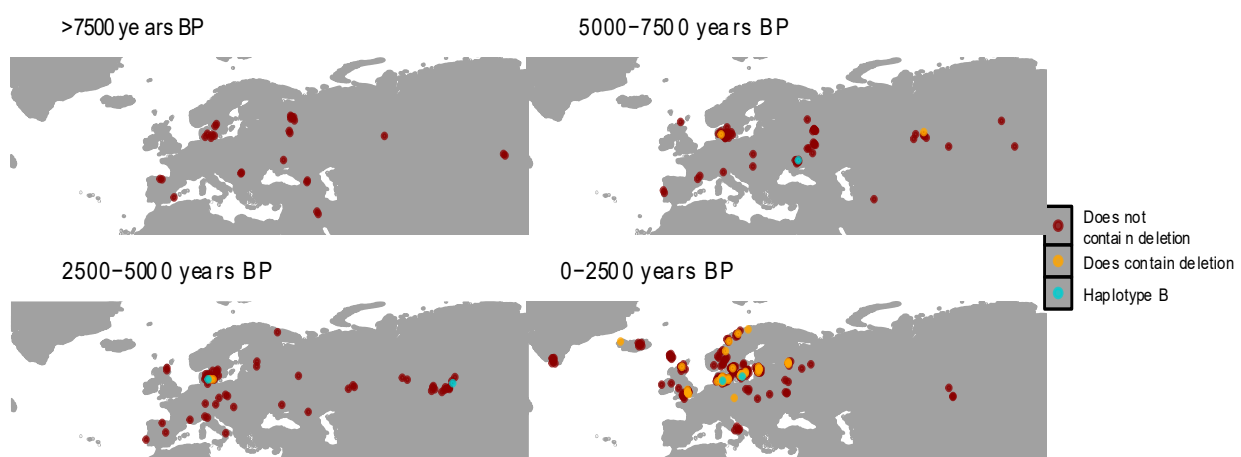 >7500 years BP
5000−7500 years BP
Does not
contain deletion
Does contain deletion
Haplotype B
2500−5000 years BP
0−2500 years BP